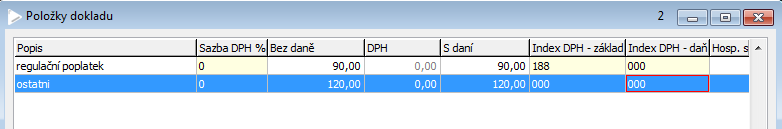 Položky dokladu 2
Popis Sazba DPH % Bez daně DPH S daní Index DPH - základ Index DPH - daň Hosp. s
regulační poplatek 0 90,00 0,00 90,00 188 000
ostatni 0 120,00 0,00 120,00 000 000